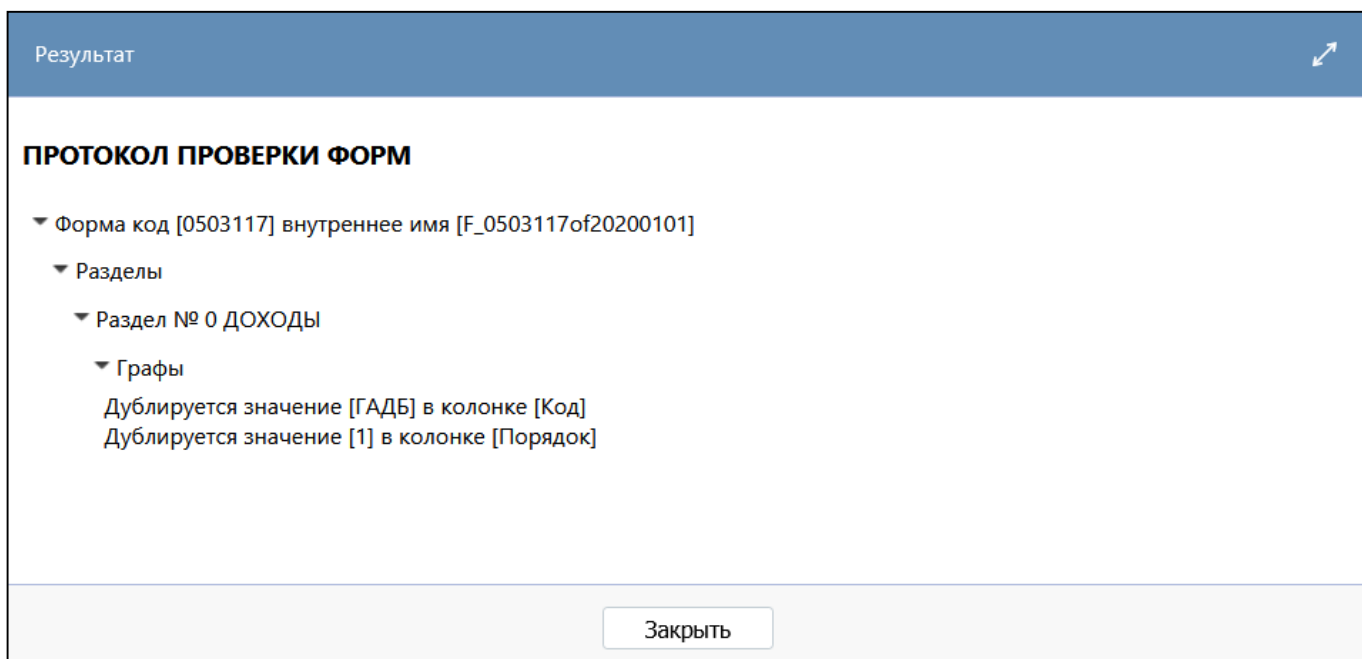 Результат
ПРОТОКОЛ ПРОВЕРКИ ФОРМ
Форма код [0503117] внутреннее имя [F_0503117of20200101]
Разделы
Раздел № 0 ДОХОДЫ
Графы
Дублируется значение [ГАДБ] в колонке [Код]
Дублируется значение [1] в колонке [Порядок]
Закрыть